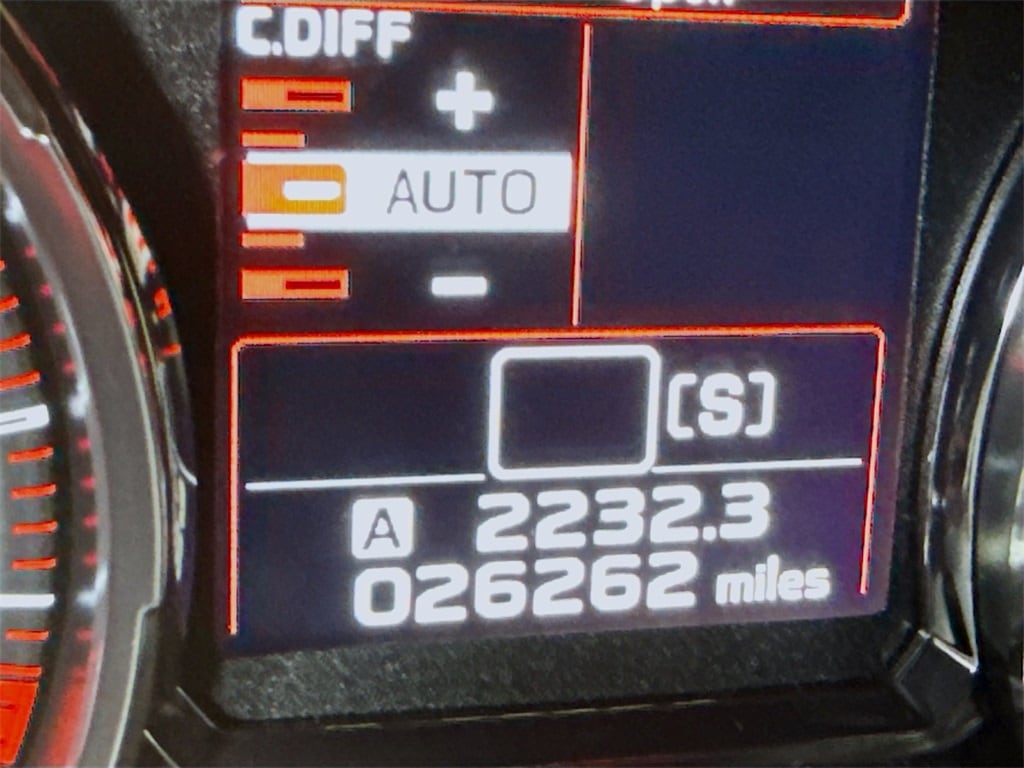 C.DIFF
+
AUTO
-
[S]
A 2232.3
026262 miles